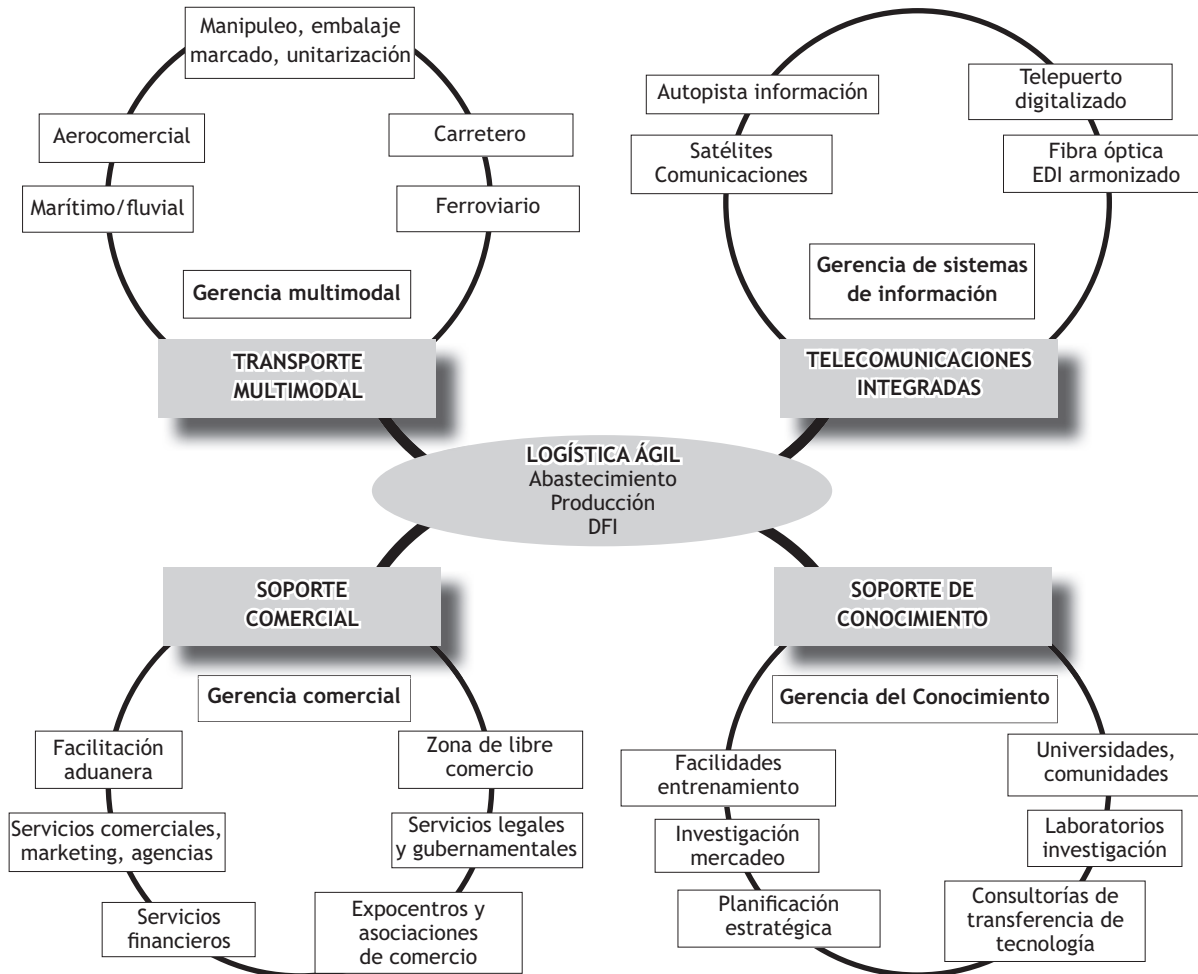 Manipuleo, embalaje
marcado, unitarización
Aerocomercial
Carretero
Marítimo/fluvial
Ferroviario
Gerencia multimodal
TRANSPORTE
MULTIMODAL
Autopista información
Telepuerto
digitalizado
Satélites
Comunicaciones
Fibra óptica
EDI armonizado
Gerencia de sistemas
de información
TELECOMUNICACIONES
INTEGRADAS
LOGÍSTICA ÁGIL
Abastecimiento
Producción
DFI
SOPORTE
COMERCIAL
Gerencia comercial
Facilitación
aduanera
Zona de libre
comercio
Servicios comerciales,
marketing, agencias
Servicios legales
y gubernamentales
Servicios
financieros
Expocentros y
asociaciones
de comercio
SOPORTE DE
CONOCIMIENTO
Gerencia del Conocimiento
Facilidades
entrenamiento
Universidades,
comunidades
Investigación
mercadeo
Laboratorios
investigación
Planificación
estratégica
Consultorías de
transferencia de
tecnología